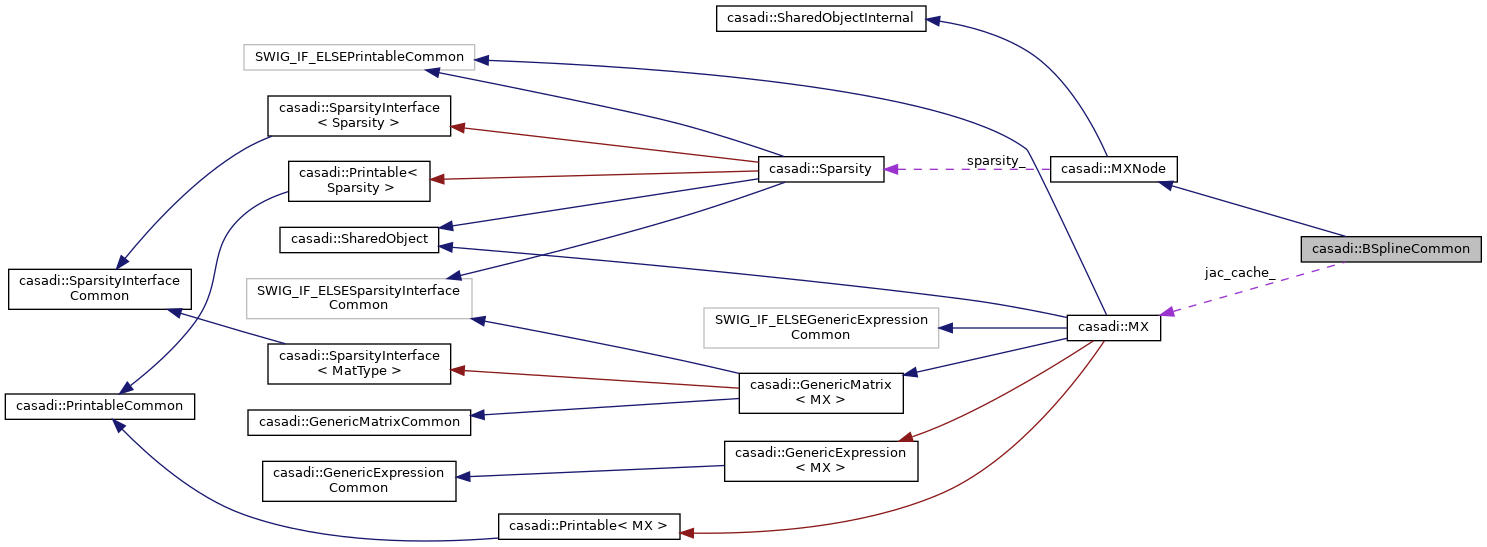 casadi::SharedObjectInternal
SWIG_IF_ELSEPrintableCommon
casadi::SparsityInterface
< Sparsity >
casadi::Printable<
Sparsity >
casadi::Sparsity
sparsity_
casadi::MXNode
casadi::SharedObject
casadi::BSplineCommon
jac_cache_
casadi::SparsityInterface
Common
SWIG_IF_ELSESparsityInterface
Common
SWIG_IF_ELSEGenericExpression
Common
casadi::MX
casadi::SparsityInterface
< MatType >
casadi::GenericMatrix
< MX >
casadi::PrintableCommon
casadi::GenericMatrixCommon
casadi::GenericExpression
< MX >
casadi::GenericExpression
Common
casadi::Printable< MX >